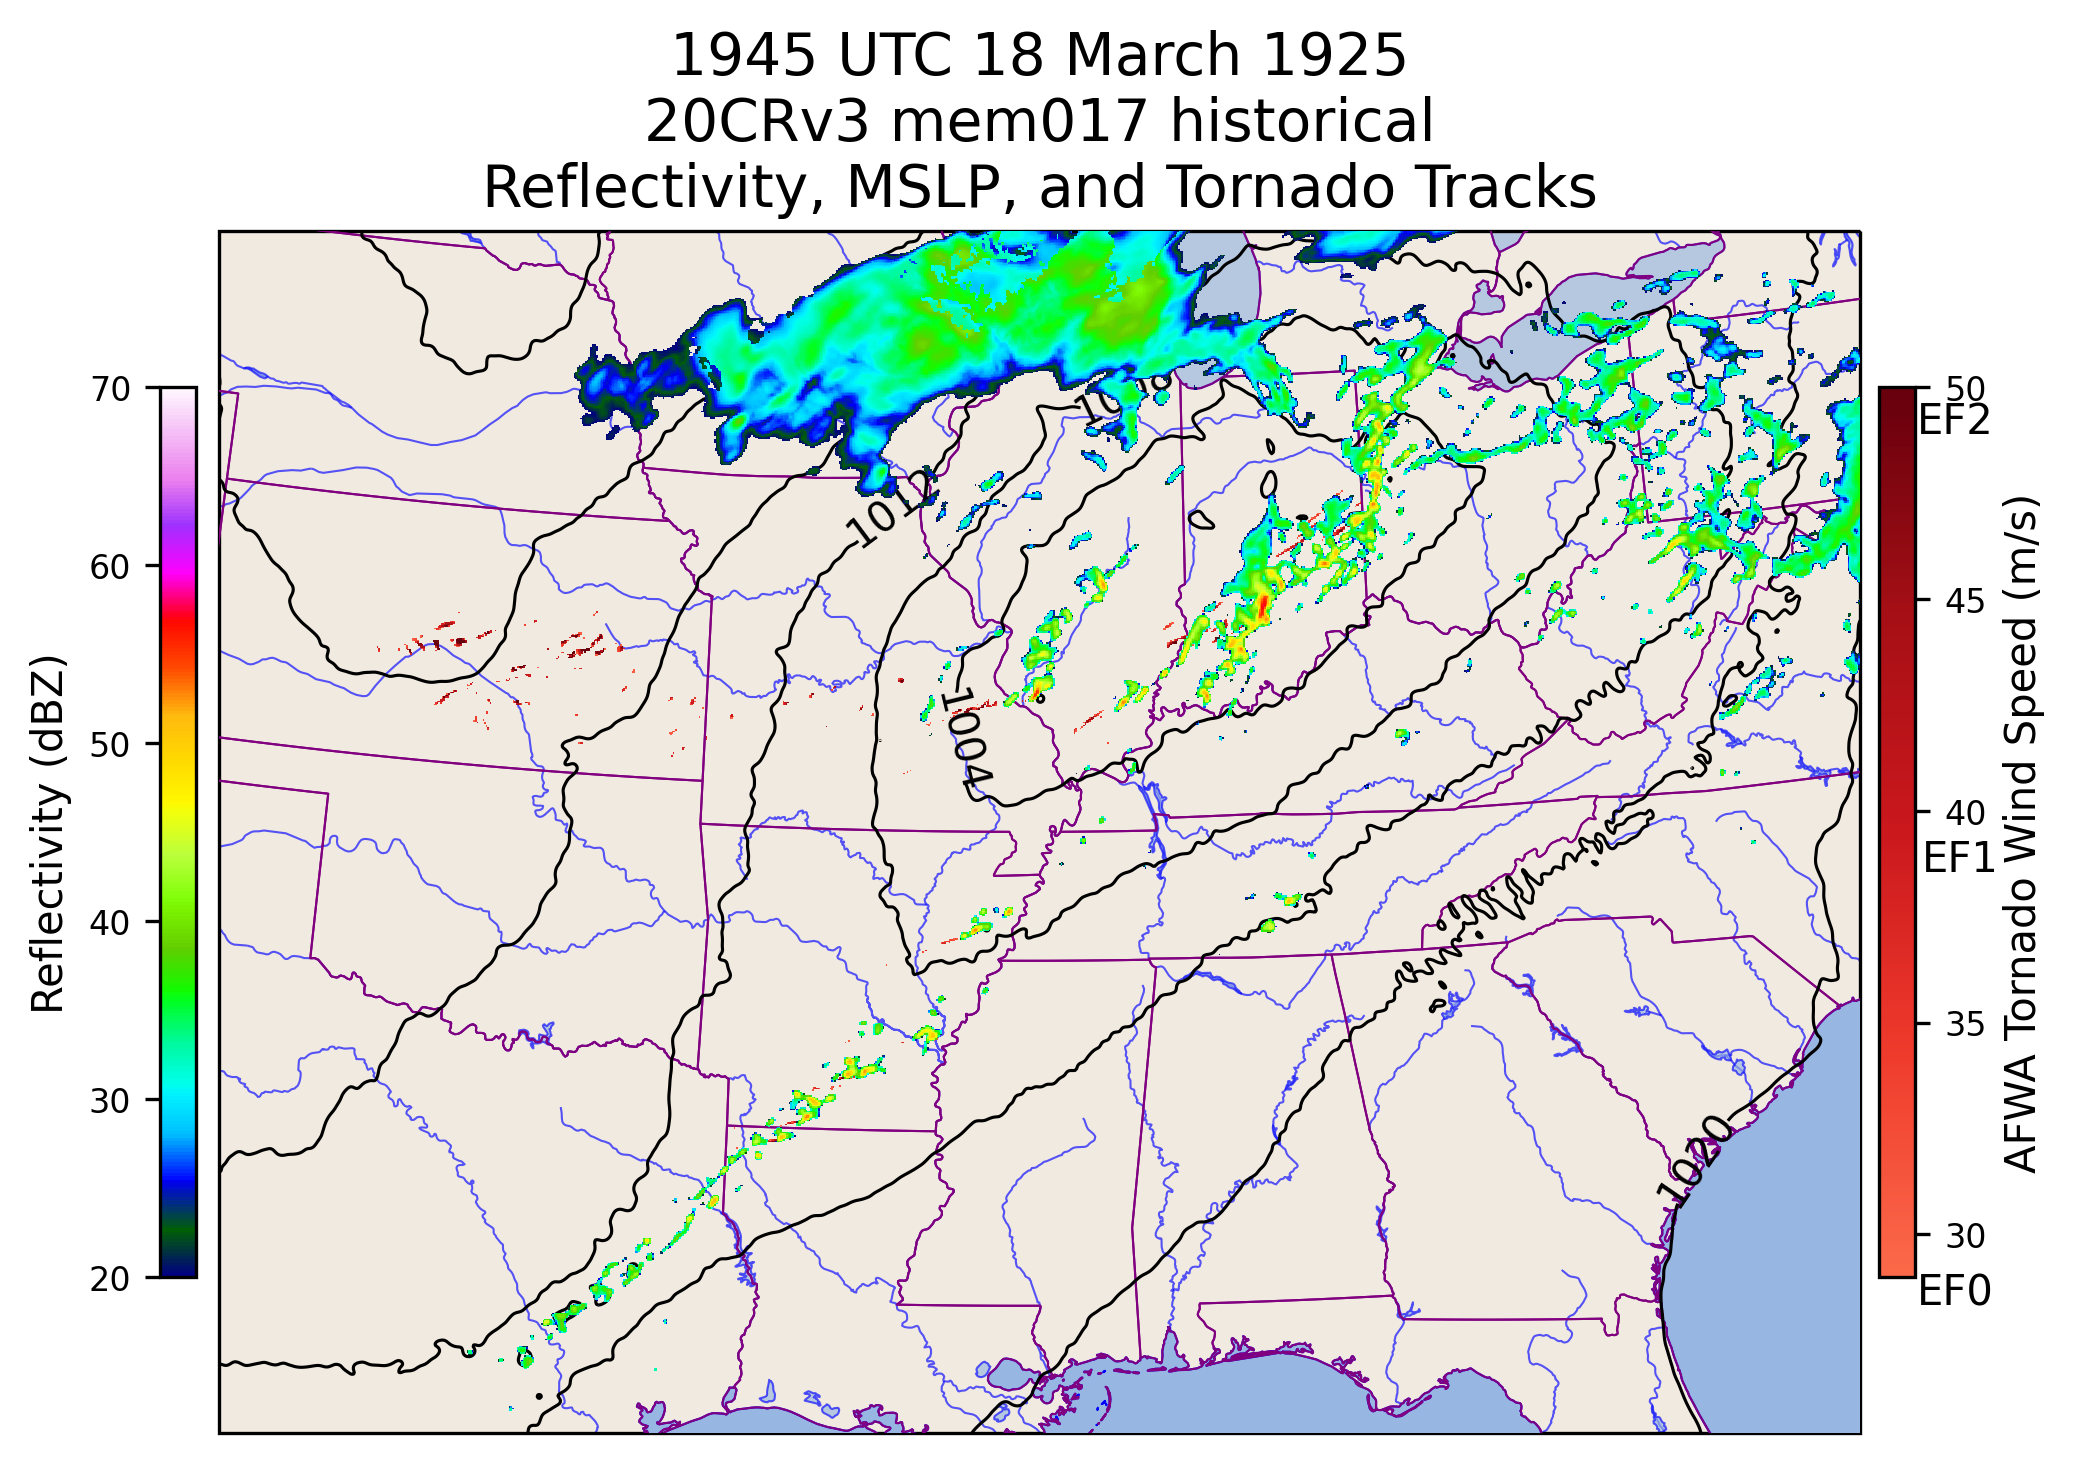 1945 UTC 18 March 1925
20CRv3 mem017 historical
Reflectivity, MSLP, and Tornado Tracks
Reflectivity (dBZ)
70
60
50
40
30
20
1012
1004
1020
50
EF2
45
40
EF1
35
30
EF0
AFWA Tornado Wind Speed (m/s)